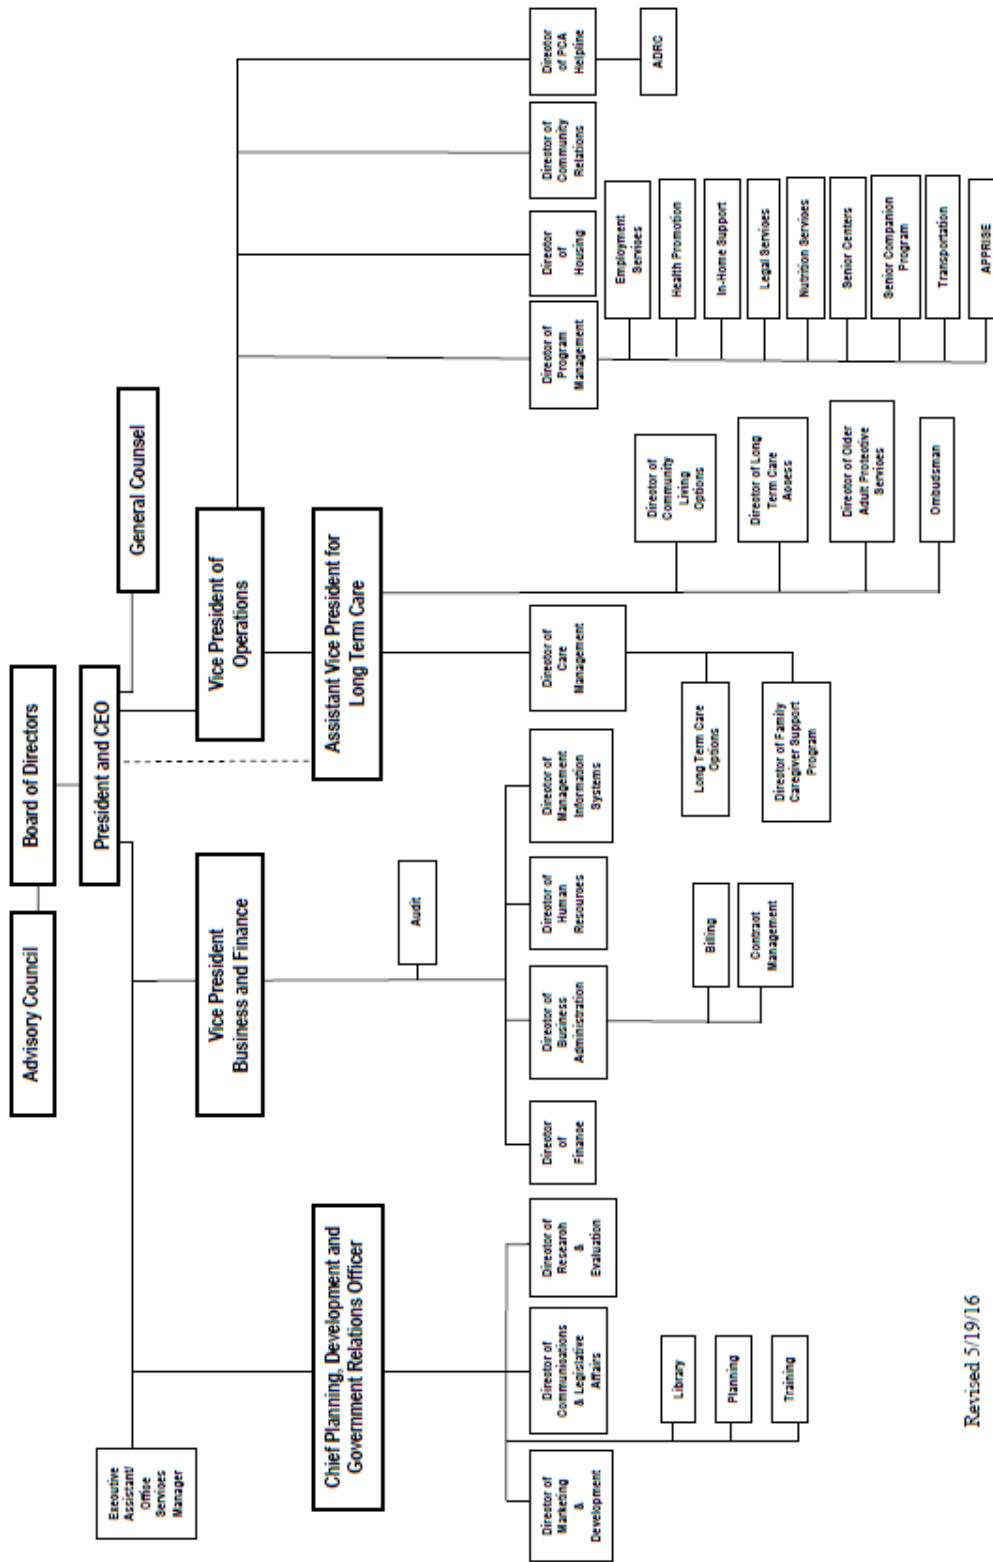 Advisory Council
Board of Directors
President and CEO
General Counsel
Executive
Assistant/
Office
Services
Manager
Vice President
Business and Finance
Vice President of
Operations
Chief Planning, Development and
Government Relations Officer
Assistant Vice President for
Long Term Care
Audit
Director of
Marketing
&
Development
Director of
Communications
& Legislative
Affairs
Director of
Research
&
Evaluation
Director
of
Finance
Director of
Business
Administration
Director of
Human
Resources
Director of
Management
Information
Systems
Director of
Care
Management
Director of
Program
Management
Director
of
Housing
Director of
Community
Relations
Director
of PCA
Helpline
Library
Planning
Training
Billing
Contract
Management
Long Term Care
Options
Director of Family
Caregiver Support
Program
Director of
Community
Living
Options
Director of Long
Term Care
Access
Director of Older
Adult Protective
Services
Ombudsman
Employment
Services
Health Promotion
In-Home Support
Legal Services
Nutrition Services
Senior Centers
Senior Companion
Program
Transportation
APPRISE
ADRC
Revised 5/19/16